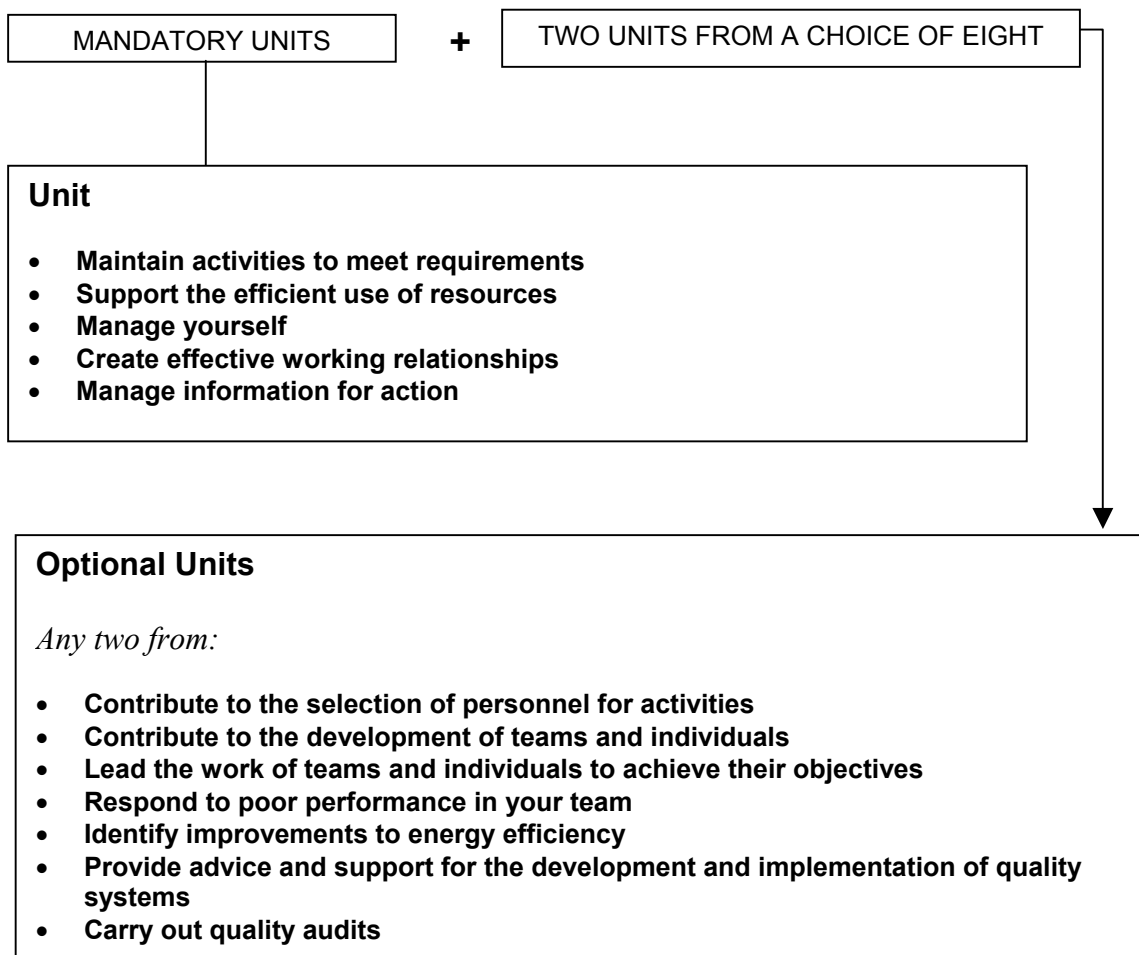 MANDATORY UNITS + TWO UNITS FROM A CHOICE OF EIGHT
Unit
• Maintain activities to meet requirements
• Support the efficient use of resources
• Manage yourself
• Create effective working relationships
• Manage information for action
Optional Units
Any two from:
• Contribute to the selection of personnel for activities
• Contribute to the development of teams and individuals
• Lead the work of teams and individuals to achieve their objectives
• Respond to poor performance in your team
• Identify improvements to energy efficiency
• Provide advice and support for the development and implementation of quality
systems
• Carry out quality audits